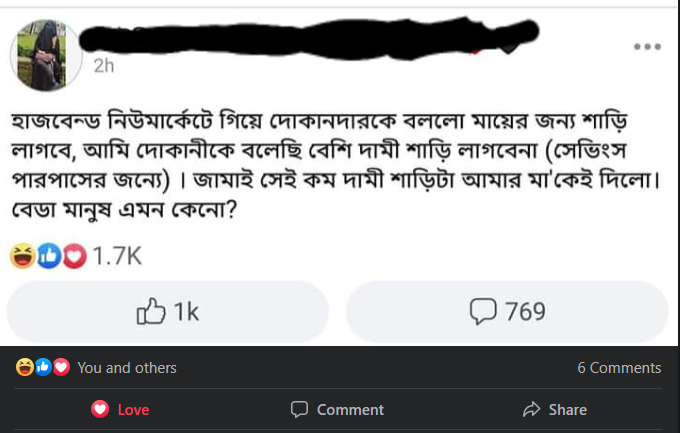 2h
হাজবেন্ড নিউমার্কেটে গিয়ে দোকানদারকে বললো মায়ের জন্য শাড়ি
লাগবে, আমি দোকানীকে বলেছি বেশি দামী শাড়ি লাগবেনা (সেভিংস
পারপাসের জন্যে) । জামাই সেই কম দামী শাড়িটা আমার মা'কেই দিলো।
বেডা মানুষ এমন কেনো?
1.7K
1k 769
You and others 6 Comments
Love Comment Share